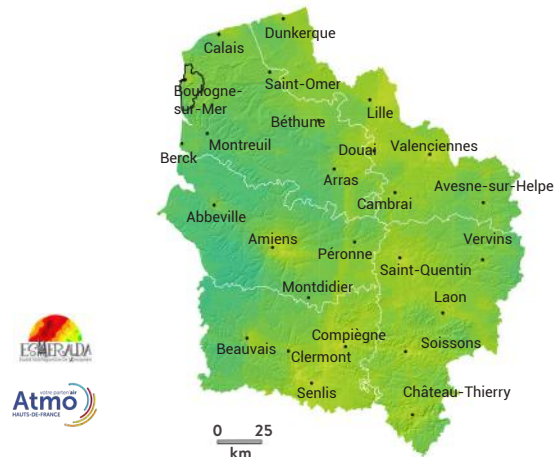 Dunkerque
Calais
Saint-Omer
Boulogne-
sur-Mer
Lille
Béthune
Montreuil
Douai
Valenciennes
Berck
Arras
Avesne-sur-Helpe
Cambrai
Abbeville
Amiens
Péronne
Vervins
Saint-Quentin
Montdidier
Laon
Compiègne
Beauvais
Clermont
Soissons
Senlis
Château-Thierry
ESMERALDA
votre partenair
Atmo
HAUTS-DE-FRANCE
0 25
km